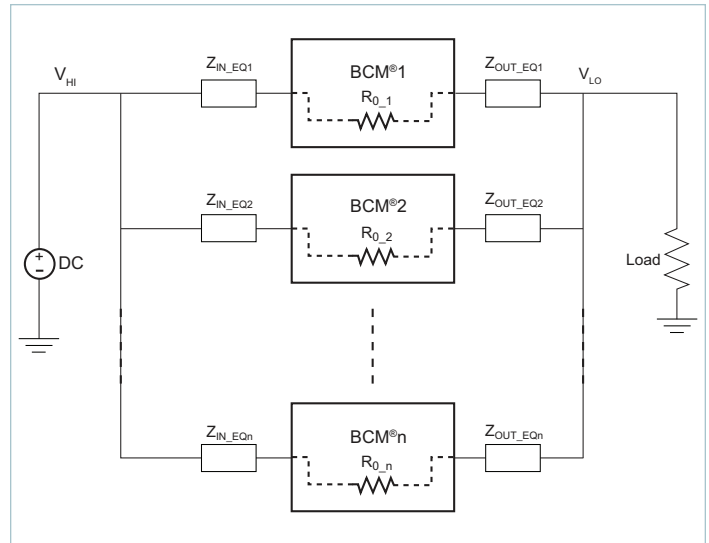 Z_IN_EQ1 BCM®1 Z_OUT_EQ1
V_HI R_0_1 V_LO
Z_IN_EQ2 BCM®2 Z_OUT_EQ2
R_0_2
+
– DC Load
Z_IN_EQn BCM®n Z_OUT_EQn
R_0_n